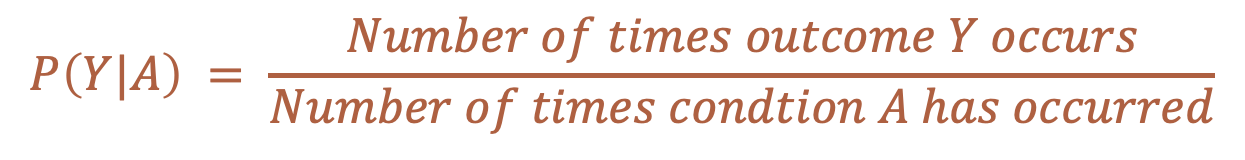 Number of times outcome Y occurs
P(Y|A) =
Number of times condtion A has occurred